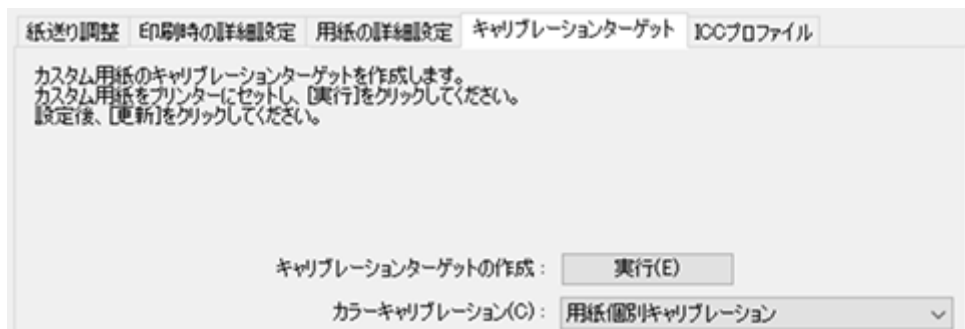 紙送り調整 印刷時の詳細設定 用紙の詳細設定 キャリブレーションターゲット ICCプロファイル
カスタム用紙のキャリブレーションターゲットを作成します。
カスタム用紙をプリンターにセットし、[実行]をクリックしてください。
設定後、[更新]をクリックしてください。
キャリブレーションターゲットの作成： 実行(E)
カラーキャリブレーション(C)： 用紙個別キャリブレーション